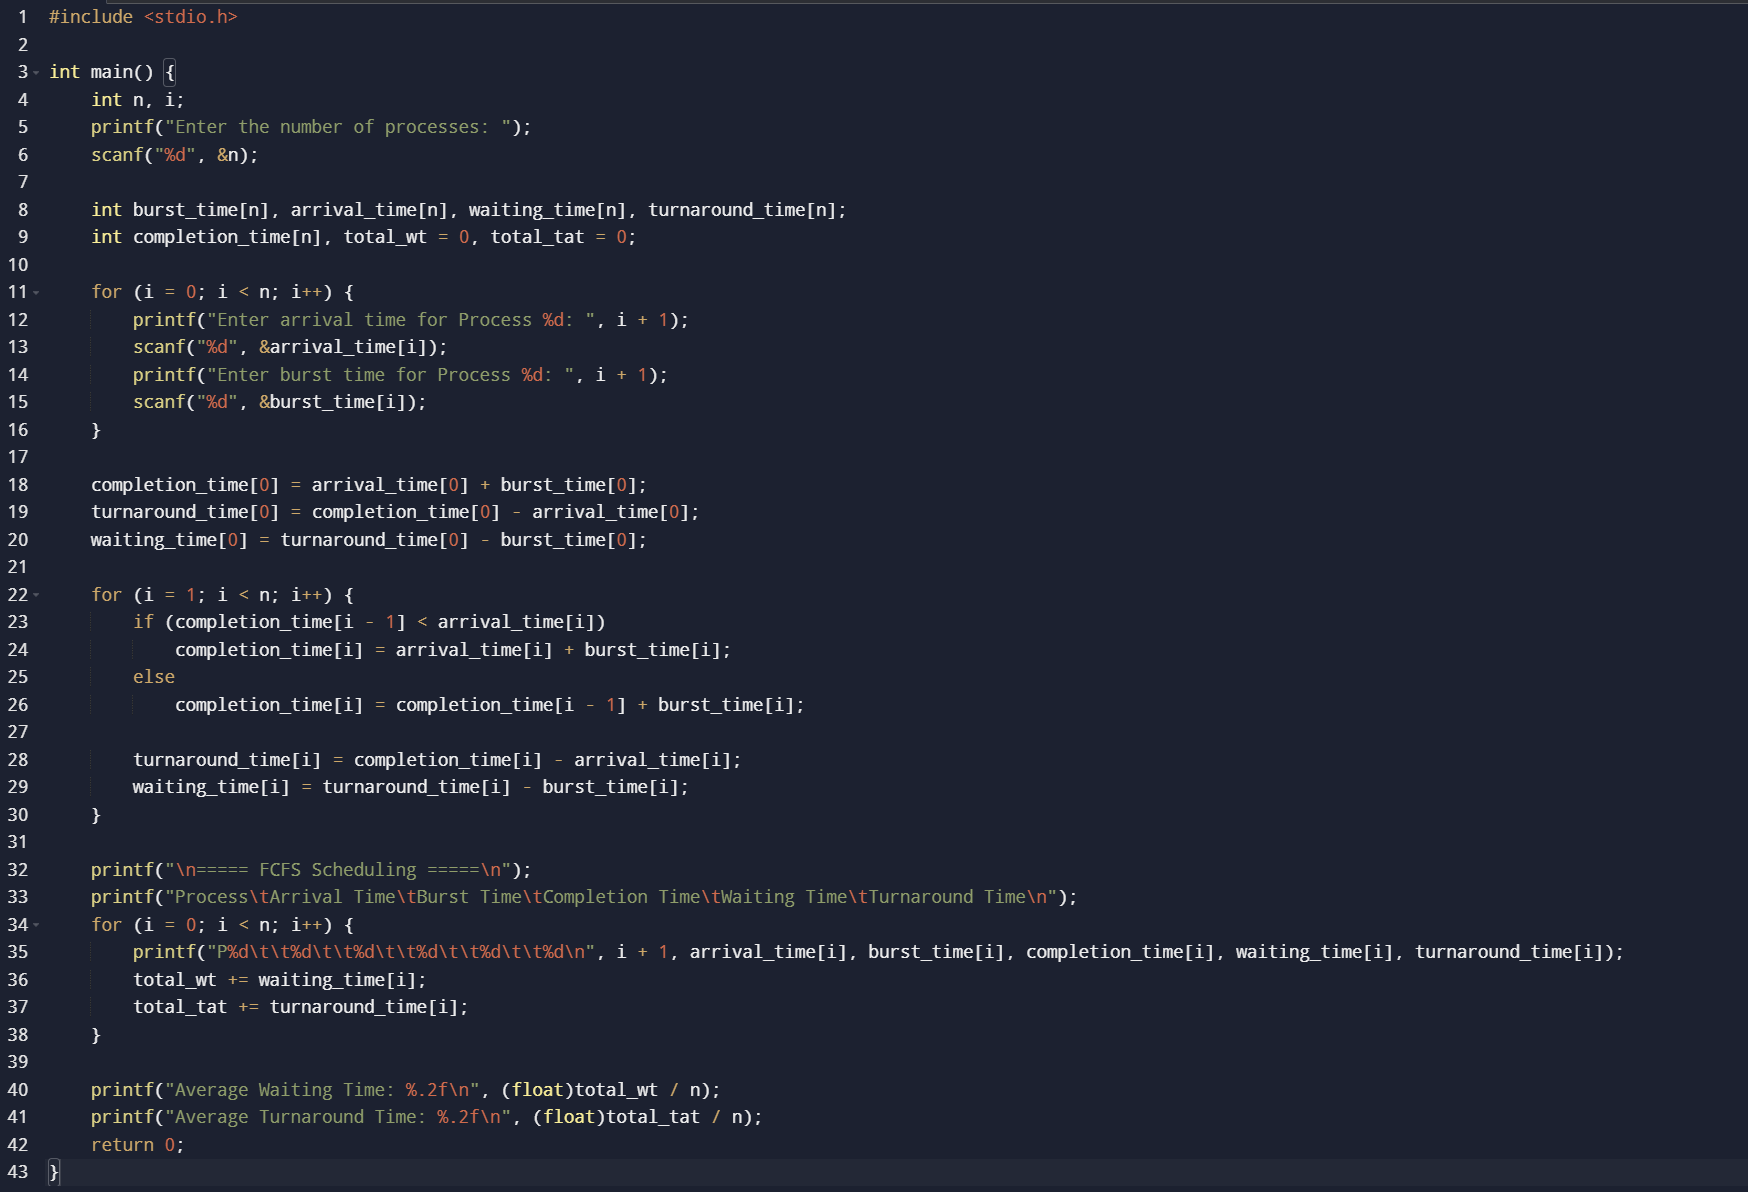 1 #include <stdio.h>
2
3 int main() {
4     int n, i;
5     printf("Enter the number of processes: ");
6     scanf("%d", &n);
7
8     int burst_time[n], arrival_time[n], waiting_time[n], turnaround_time[n];
9     int completion_time[n], total_wt = 0, total_tat = 0;
10
11     for (i = 0; i < n; i++) {
12         printf("Enter arrival time for Process %d: ", i + 1);
13         scanf("%d", &arrival_time[i]);
14         printf("Enter burst time for Process %d: ", i + 1);
15         scanf("%d", &burst_time[i]);
16     }
17
18     completion_time[0] = arrival_time[0] + burst_time[0];
19     turnaround_time[0] = completion_time[0] - arrival_time[0];
20     waiting_time[0] = turnaround_time[0] - burst_time[0];
21
22     for (i = 1; i < n; i++) {
23         if (completion_time[i - 1] < arrival_time[i])
24             completion_time[i] = arrival_time[i] + burst_time[i];
25         else
26             completion_time[i] = completion_time[i - 1] + burst_time[i];
27
28         turnaround_time[i] = completion_time[i] - arrival_time[i];
29         waiting_time[i] = turnaround_time[i] - burst_time[i];
30     }
31
32     printf("\n===== FCFS Scheduling =====\n");
33     printf("Process\tArrival Time\tBurst Time\tCompletion Time\tWaiting Time\tTurnaround Time\n");
34     for (i = 0; i < n; i++) {
35         printf("P%d\t\t%d\t\t%d\t\t%d\t\t%d\t\t%d\n", i + 1, arrival_time[i], burst_time[i], completion_time[i], waiting_time[i], turnaround_time[i]);
36         total_wt += waiting_time[i];
37         total_tat += turnaround_time[i];
38     }
39
40     printf("Average Waiting Time: %.2f\n", (float)total_wt / n);
41     printf("Average Turnaround Time: %.2f\n", (float)total_tat / n);
42     return 0;
43 }